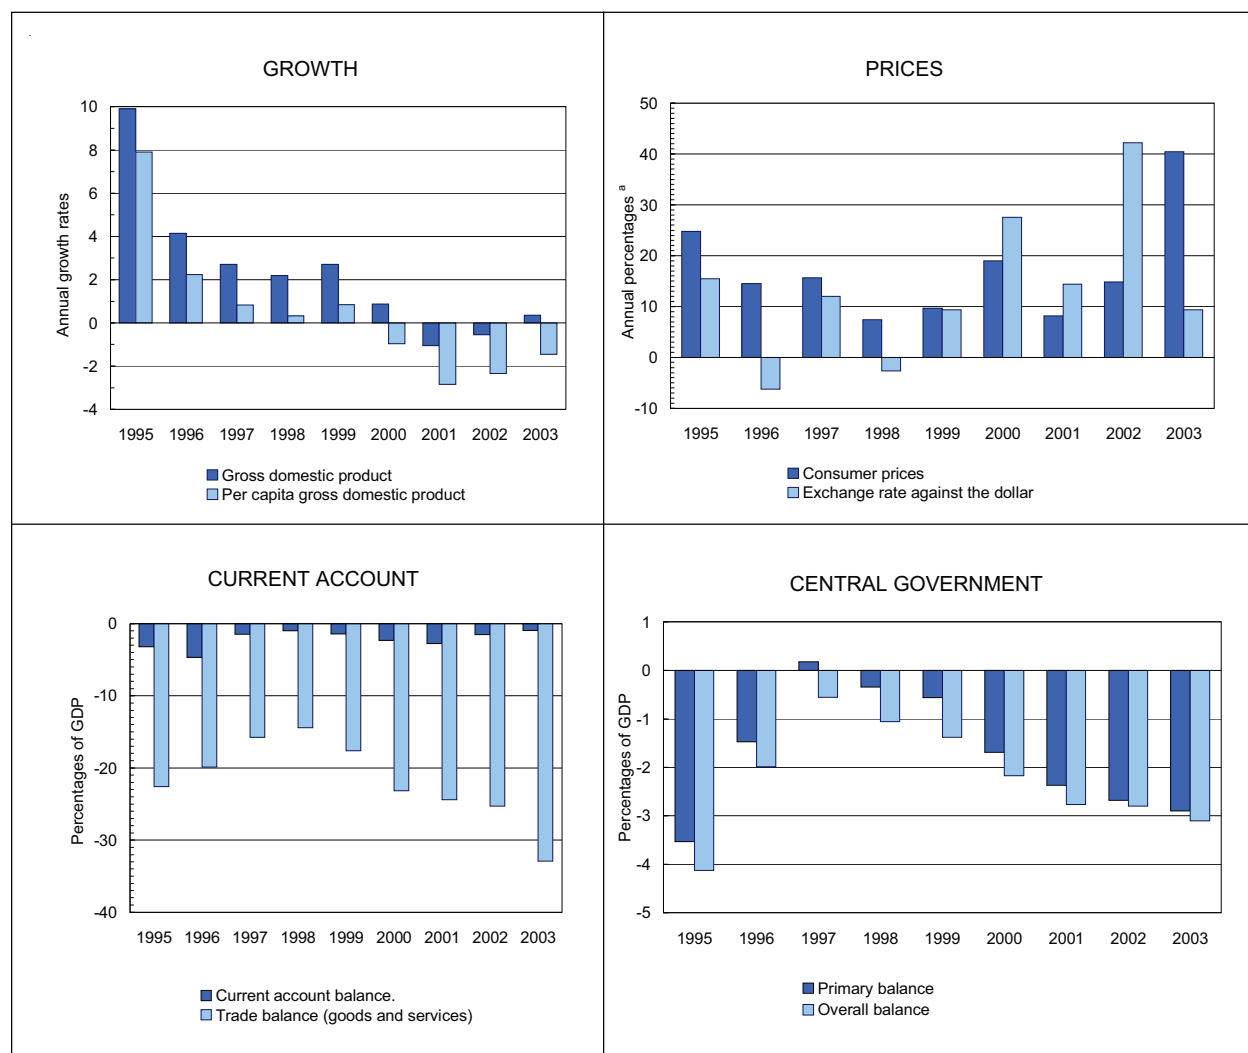 GROWTH
10
8
6
4
2
0
-2
-4
Annual growth rates
1995 1996 1997 1998 1999 2000 2001 2002 2003
Gross domestic product
Per capita gross domestic product
PRICES
50
40
30
20
10
0
-10
Annual percentages a
1995 1996 1997 1998 1999 2000 2001 2002 2003
Consumer prices
Exchange rate against the dollar
CURRENT ACCOUNT
0
-10
-20
-30
-40
Percentages of GDP
1995 1996 1997 1998 1999 2000 2001 2002 2003
Current account balance.
Trade balance (goods and services)
CENTRAL GOVERNMENT
1
0
-1
-2
-3
-4
-5
Percentages of GDP
1995 1996 1997 1998 1999 2000 2001 2002 2003
Primary balance
Overall balance